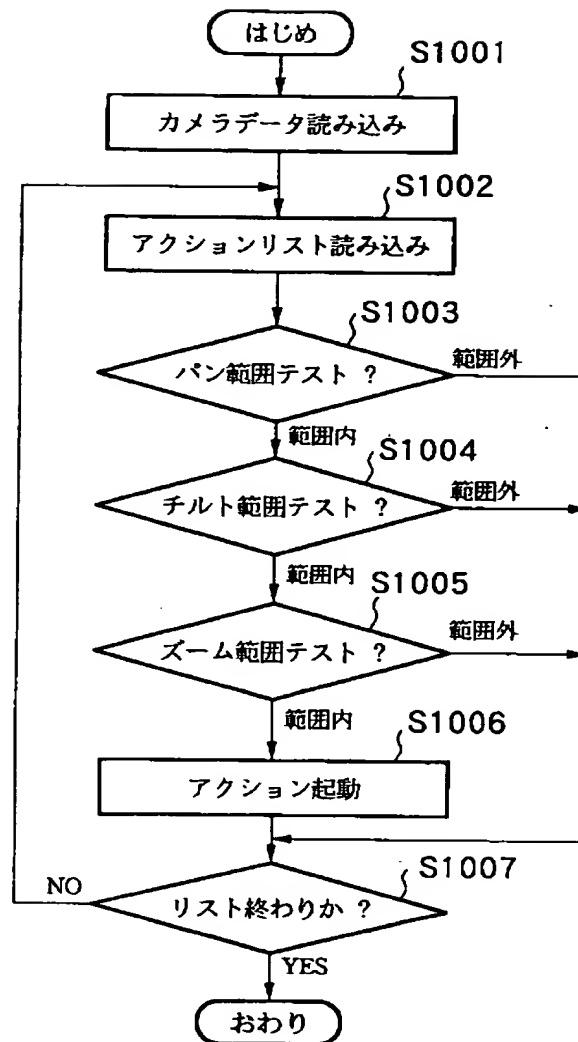 はじめ
S1001
カメラデータ読み込み
S1002
アクションリスト読み込み
S1003
パン範囲テスト ?
範囲外
範囲内
S1004
チルト範囲テスト ?
範囲外
範囲内
S1005
ズーム範囲テスト ?
範囲外
範囲内
S1006
アクション起動
S1007
NO
リスト終わりか ?
YES
おわり